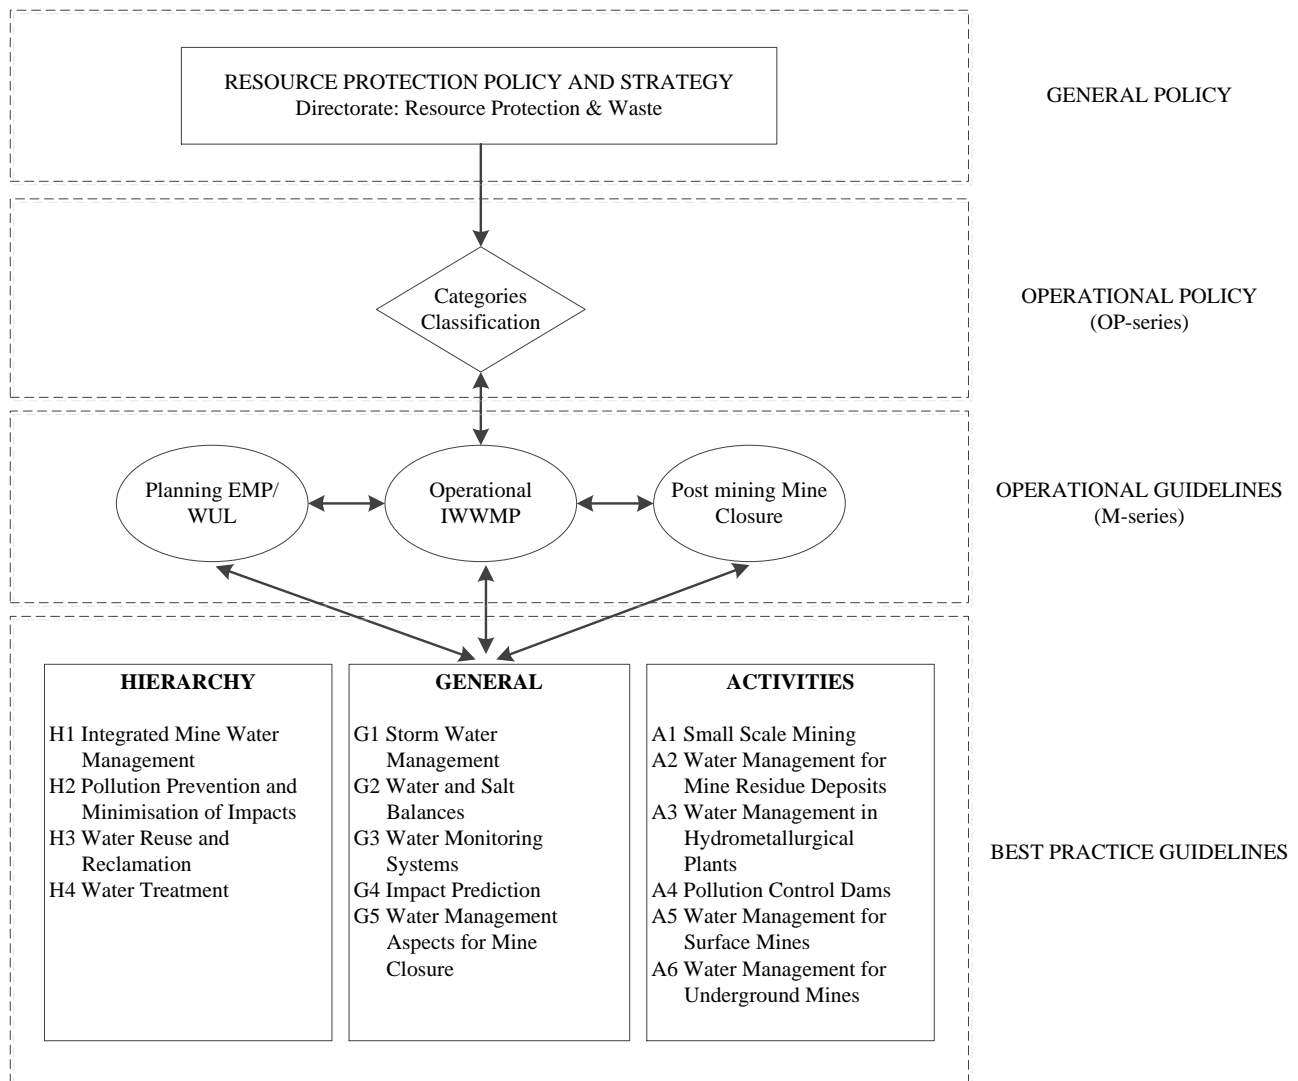 RESOURCE PROTECTION POLICY AND STRATEGY
Directorate: Resource Protection & Waste
GENERAL POLICY
Categories
Classification
OPERATIONAL POLICY
(OP-series)
Planning EMP/
WUL
Operational
IWWMP
Post mining Mine
Closure
OPERATIONAL GUIDELINES
(M-series)
HIERARCHY
H1 Integrated Mine Water
Management
H2 Pollution Prevention and
Minimisation of Impacts
H3 Water Reuse and
Reclamation
H4 Water Treatment
GENERAL
G1 Storm Water
Management
G2 Water and Salt
Balances
G3 Water Monitoring
Systems
G4 Impact Prediction
G5 Water Management
Aspects for Mine
Closure
ACTIVITIES
A1 Small Scale Mining
A2 Water Management for
Mine Residue Deposits
A3 Water Management in
Hydrometallurgical
Plants
A4 Pollution Control Dams
A5 Water Management for
Surface Mines
A6 Water Management for
Underground Mines
BEST PRACTICE GUIDELINES